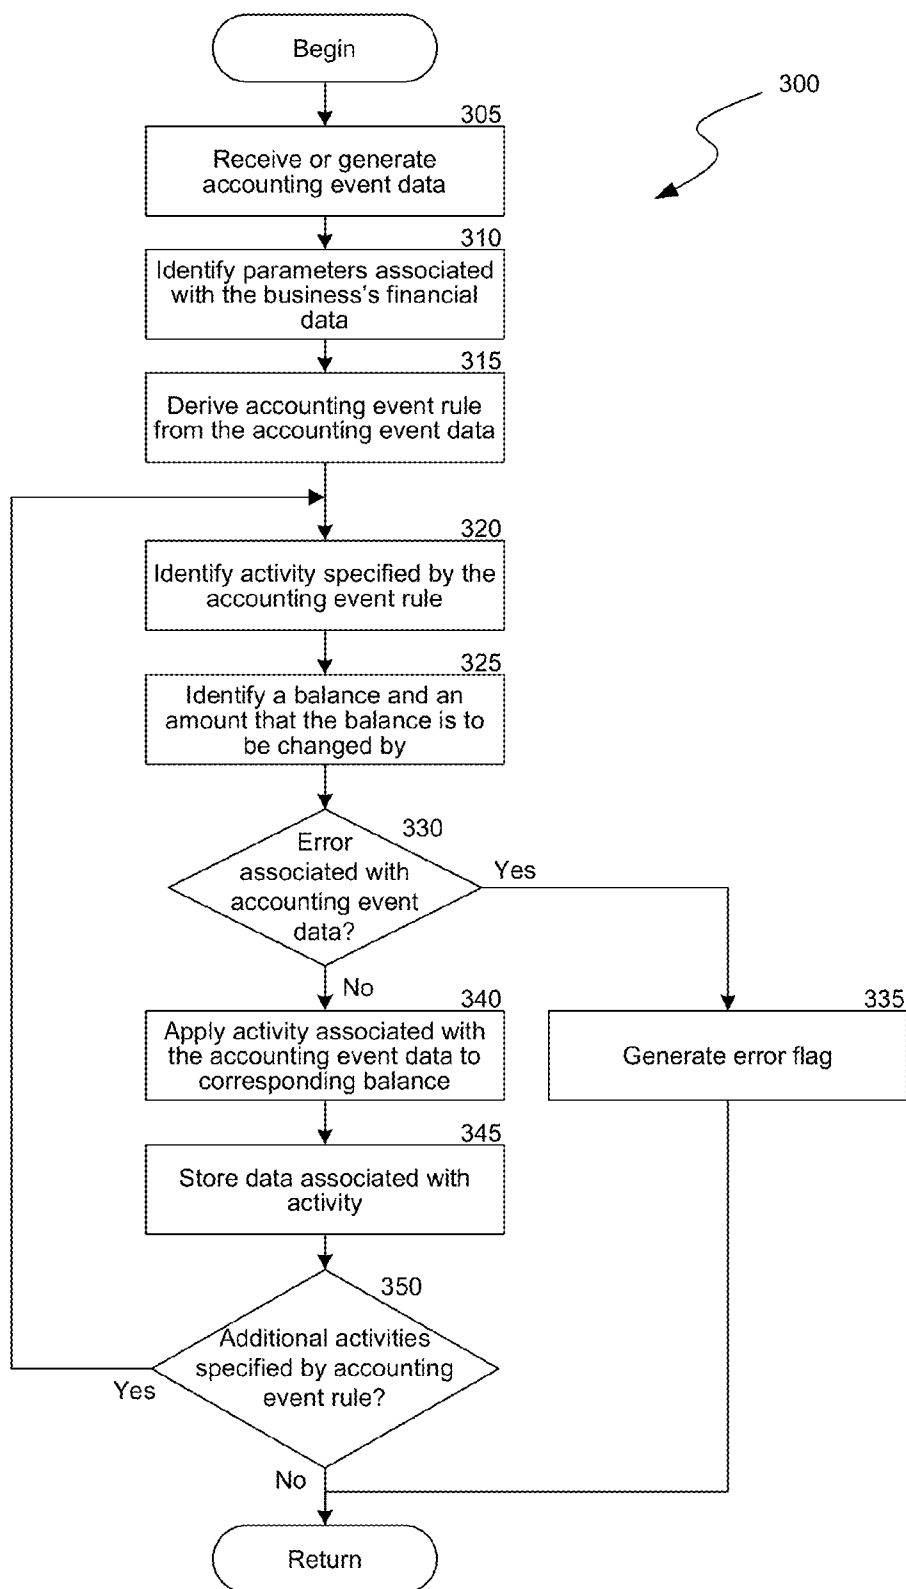 Begin
300
305
Receive or generate
accounting event data
310
Identify parameters associated
with the business's financial
data
315
Derive accounting event rule
from the accounting event data
320
Identify activity specified by the
accounting event rule
325
Identify a balance and an
amount that the balance is to
be changed by
330
Error
associated with
accounting event
data?
Yes
No
340
Apply activity associated with
the accounting event data to
corresponding balance
335
Generate error flag
345
Store data associated with
activity
350
Additional activities
specified by accounting
event rule?
Yes
No
Return